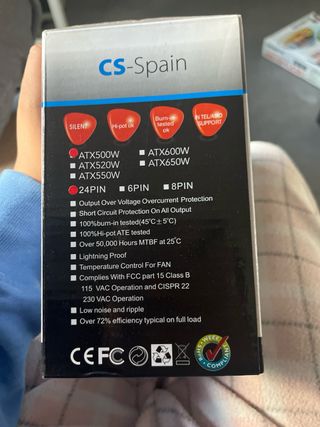 CS-Spain
SILENT
Hi-pot ok
Burn-in
tested
ok
INTEL/AMD
SUPPORT
ATX500W ATX600W
ATX520W ATX650W
ATX550W
24PIN 6PIN 8PIN
Output Over Voltage Overcurrent Protection
Short Circuit Protection On All Output
100%burn-in tested(45℃±5℃)
100%Hi-pot ATE tested
Over 50,000 Hours MTBF at 25℃
Lightning Proof
Temperature Control For FAN
Complies With FCC part 15 Class B
115 VAC Operation and CISPR 22
230 VAC Operation
Low noise and ripple
Over 72% efficiency typical on full load
CE FC
WEEE
COMPLIANCE